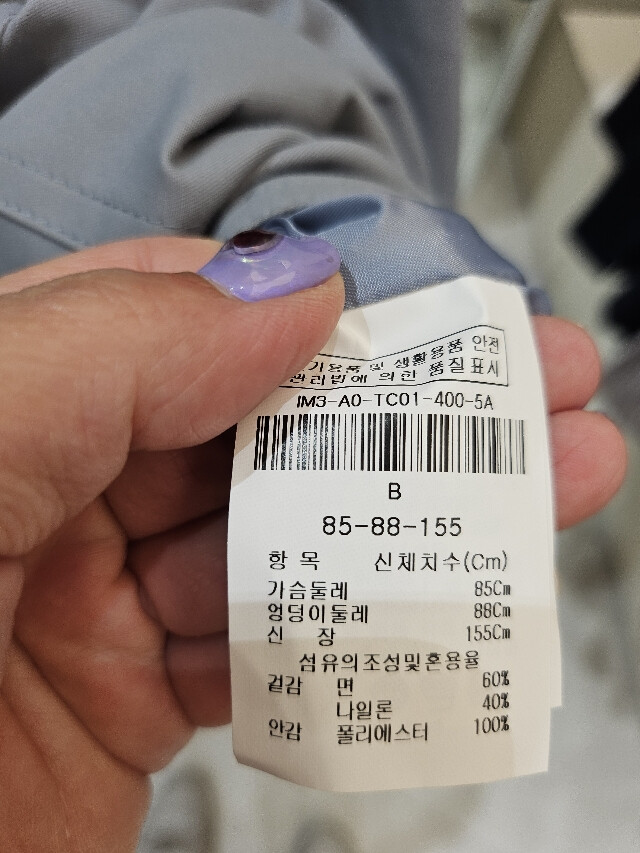 기용품 및 생활용품 안전
관리법에 의한 품질표시
IM3-A0-TC01-400-5A
B
85-88-155
항 목 신체치수(Cm)
가슴둘레 85Cm
엉덩이둘레 88Cm
신 장 155Cm
섬유의조성및혼용율
겉감 면 60%
나일론 40%
안감 폴리에스터 100%